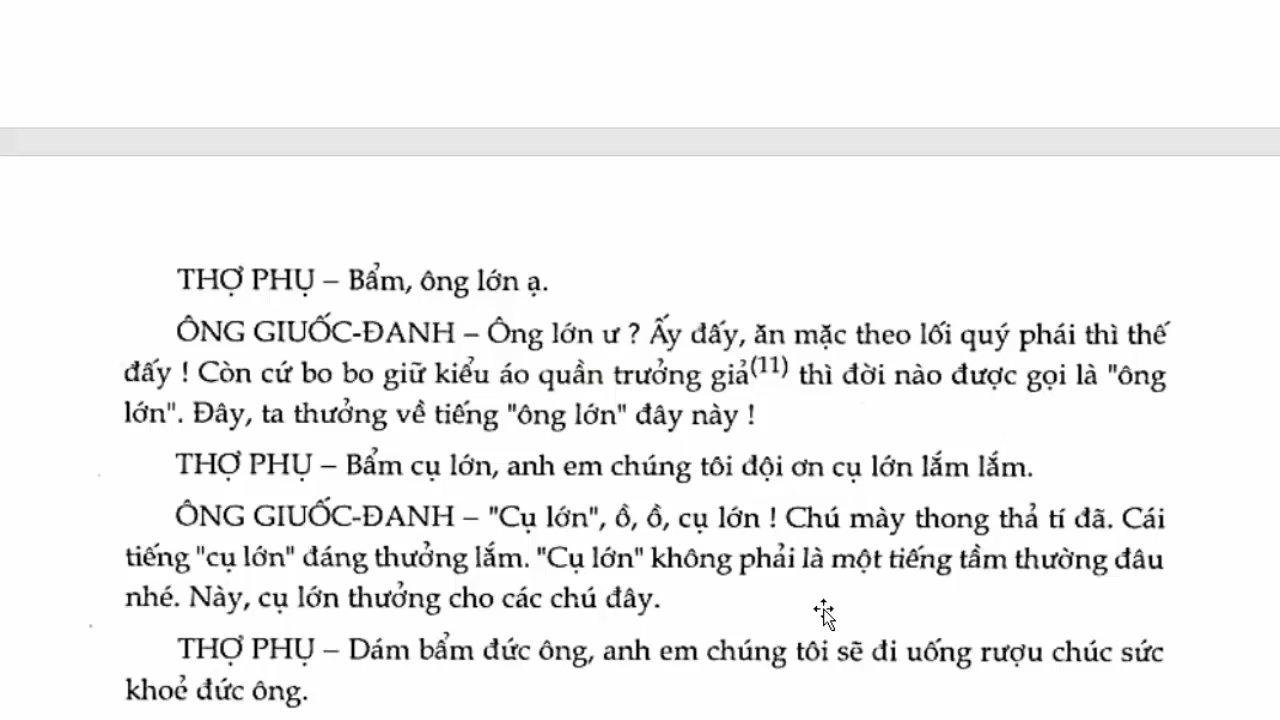 THỢ PHỤ – Bẩm, ông lớn ạ.
ÔNG GIUỐC-ĐANH – Ông lớn ư ? Ấy đấy, ăn mặc theo lối quý phái thì thế
đấy ! Còn cứ bo bo giữ kiểu áo quần trưởng giả(11) thì đời nào được gọi là "ông
lớn". Đây, ta thưởng về tiếng "ông lớn" đây này !
THỢ PHỤ – Bẩm cụ lớn, anh em chúng tôi đội ơn cụ lớn lắm lắm.
ÔNG GIUỐC-ĐANH – "Cụ lớn", ồ, ồ, cụ lớn ! Chú mày thong thả tí đã. Cái
tiếng "cụ lớn" đáng thưởng lắm. "Cụ lớn" không phải là một tiếng tầm thường đâu
nhé. Này, cụ lớn thưởng cho các chú đây.
THỢ PHỤ – Dám bẩm đức ông, anh em chúng tôi sẽ đi uống rượu chúc sức
khoẻ đức ông.